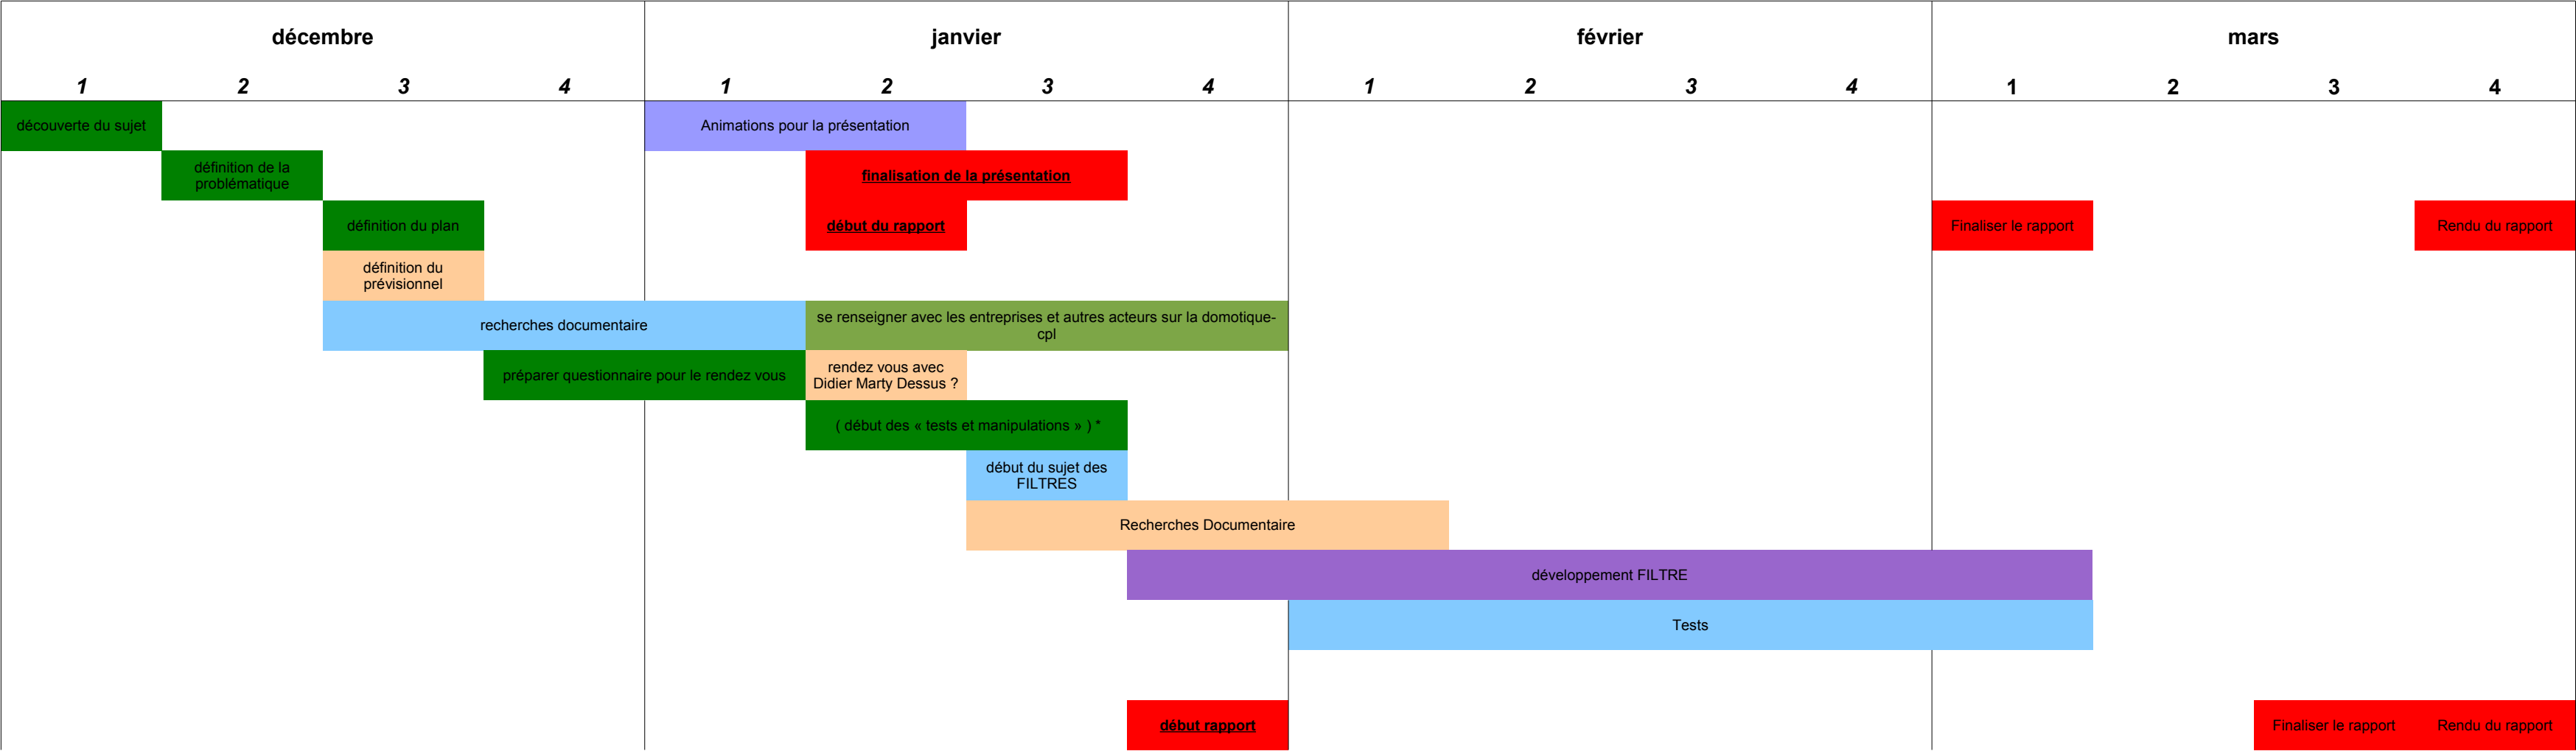 décembre janvier février mars
1 2 3 4 1 2 3 4 1 2 3 4 1 2 3 4
découverte du sujet Animations pour la présentation
définition de la
problématique
finalisation de la présentation
définition du plan début du rapport Finaliser le rapport Rendu du rapport
définition du
prévisionnel
recherches documentaire
se renseigner avec les entreprises et autres acteurs sur la domotique-
cpl
préparer questionnaire pour le rendez vous
rendez vous avec
Didier Marty Dessus ?
( début des « tests et manipulations » ) *
début du sujet des
FILTRES
Recherches Documentaire
développement FILTRE
Tests
début rapport Finaliser le rapport Rendu du rapport